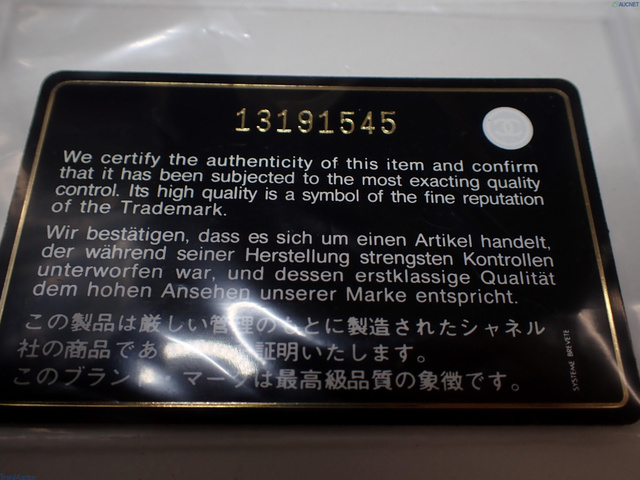 AUCNET
13191545
We certify the authenticity of this item and confirm
that it has been subjected to the most exacting quality
control. Its high quality is a symbol of the fine reputation
of the Trademark.
Wir bestätigen, dass es sich um einen Artikel handelt,
der während seiner Herstellung strengsten Kontrollen
unterworfen war, und dessen erstklassige Qualität
dem hohen Ansehen unserer Marke entspricht.
この製品は厳しい管理のもとに製造されたシャネル
社の商品であ 証明いたします。
このブラン マークは最高級品質の象徴です。
SYSTEME BREVETE